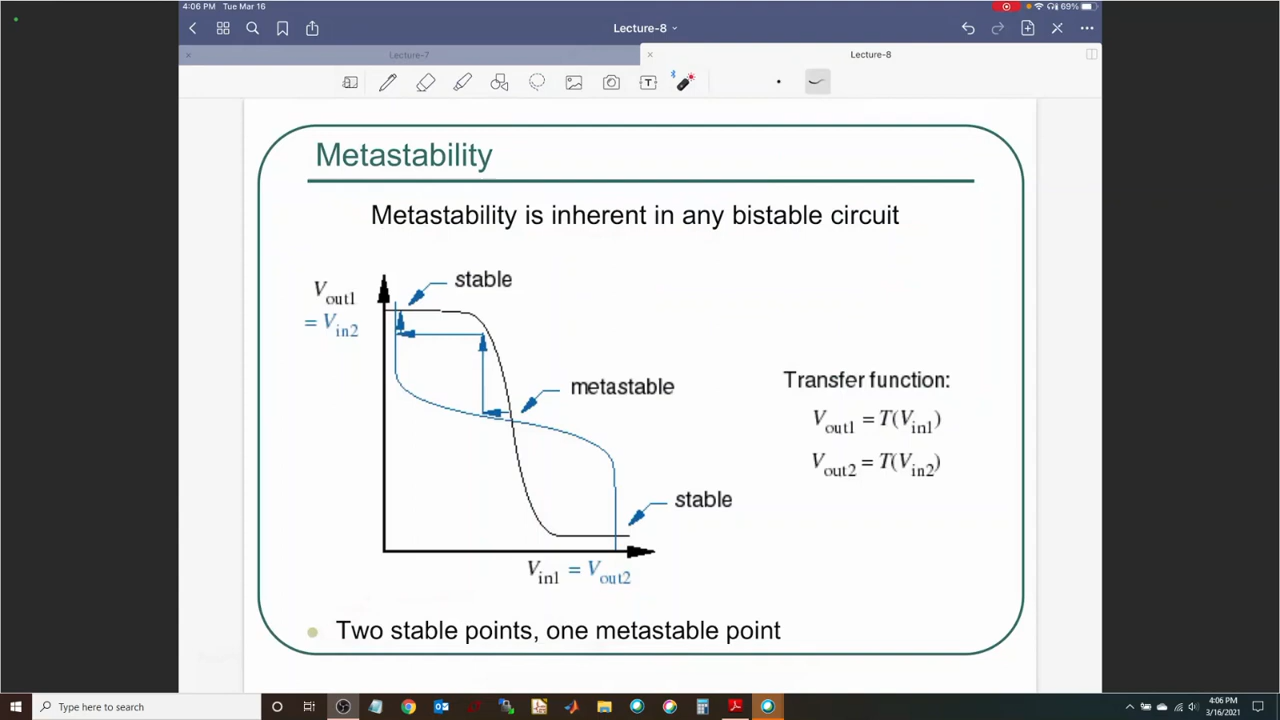 4:06 PM Tue Mar 16
69%
Lecture-8
Lecture-7
Lecture-8
T
Metastability
Metastability is inherent in any bistable circuit
stable
Vout1
= Vin2
metastable
Transfer function:
Vout1 = T(Vin1)
Vout2 = T(Vin2)
stable
Vin1 = Vout2
Two stable points, one metastable point
Type here to search
4:06 PM
3/16/2021